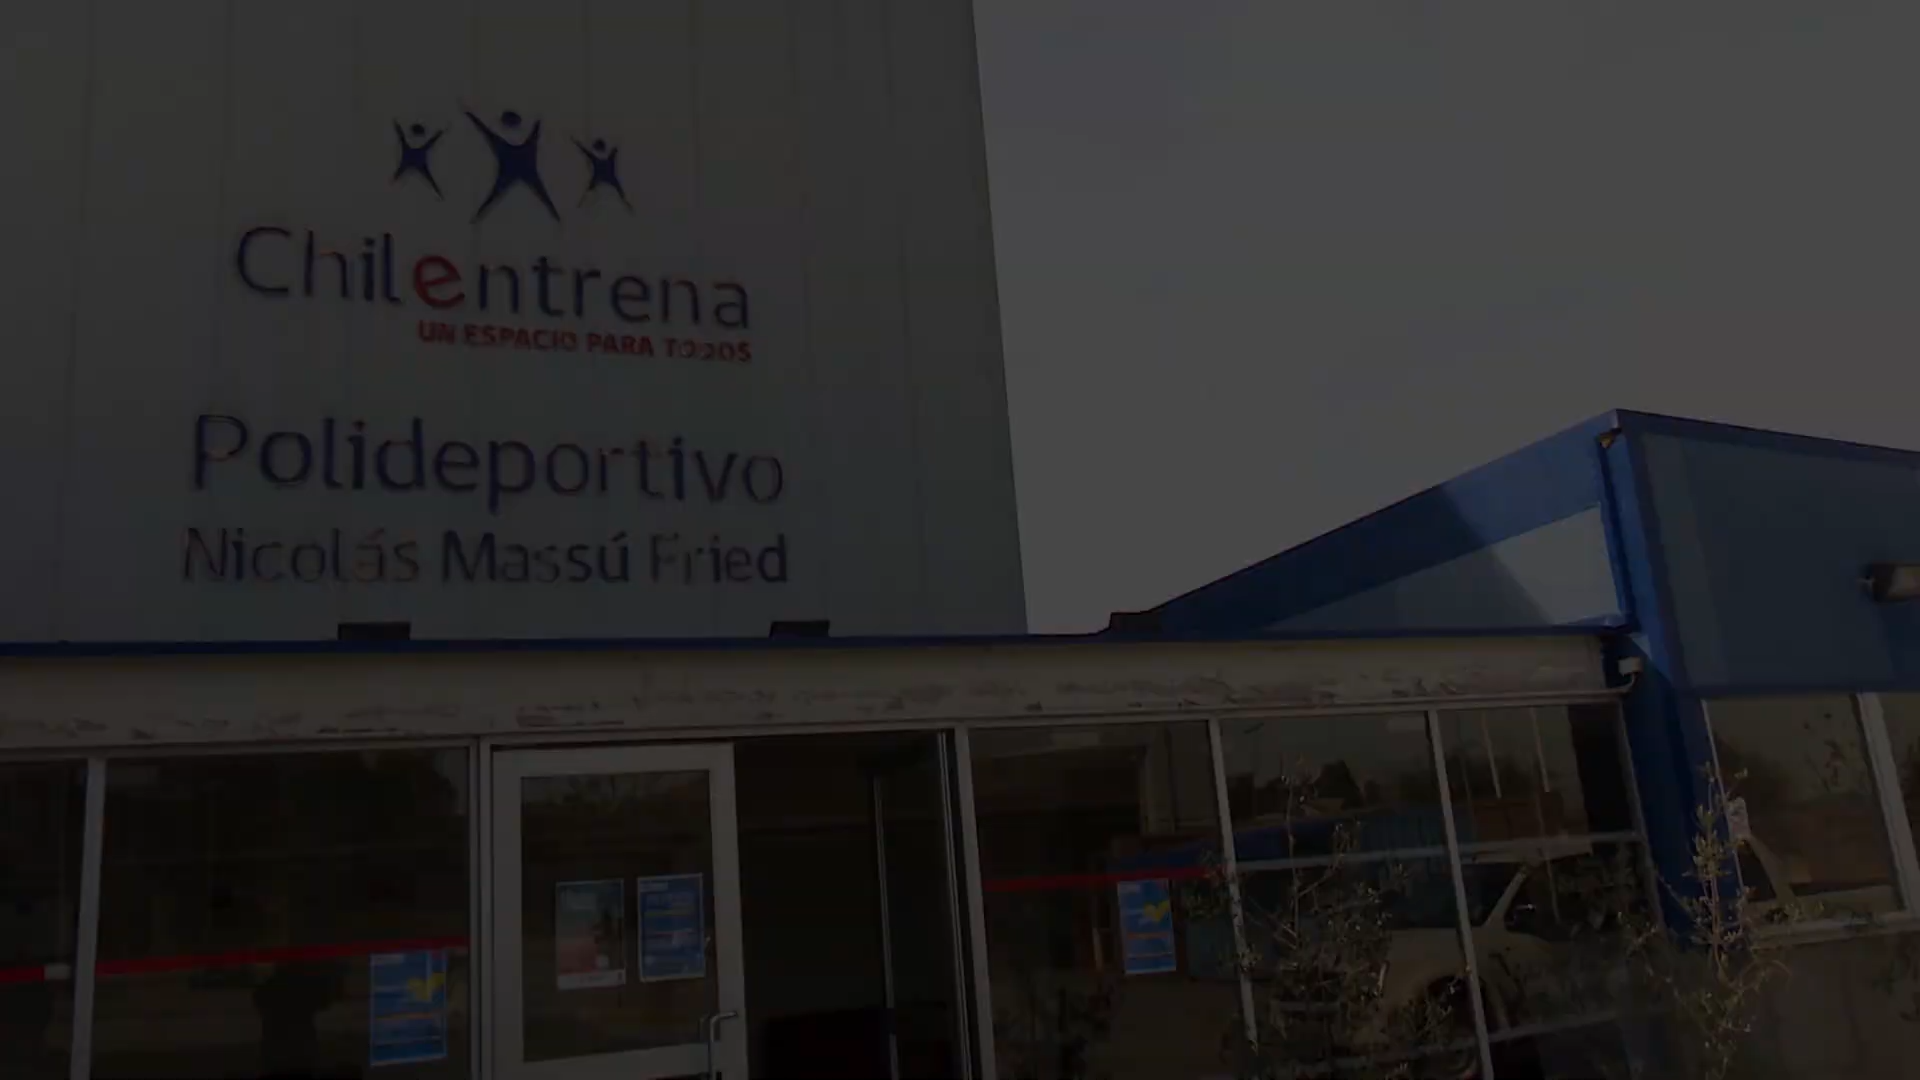 Chilentrena
UN ESPACIO PARA TODOS
Polideportivo
Nicolás Massú Fried